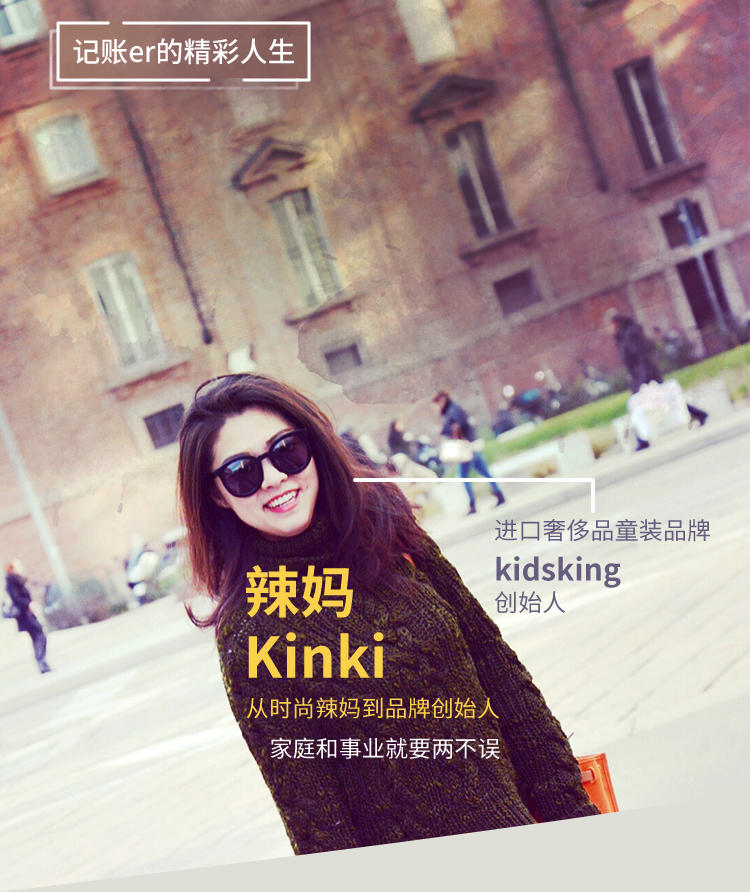 记账er的精彩人生
进口奢侈品童装品牌
kidsking
创始人
辣妈
Kinki
从时尚辣妈到品牌创始人
家庭和事业就要两不误